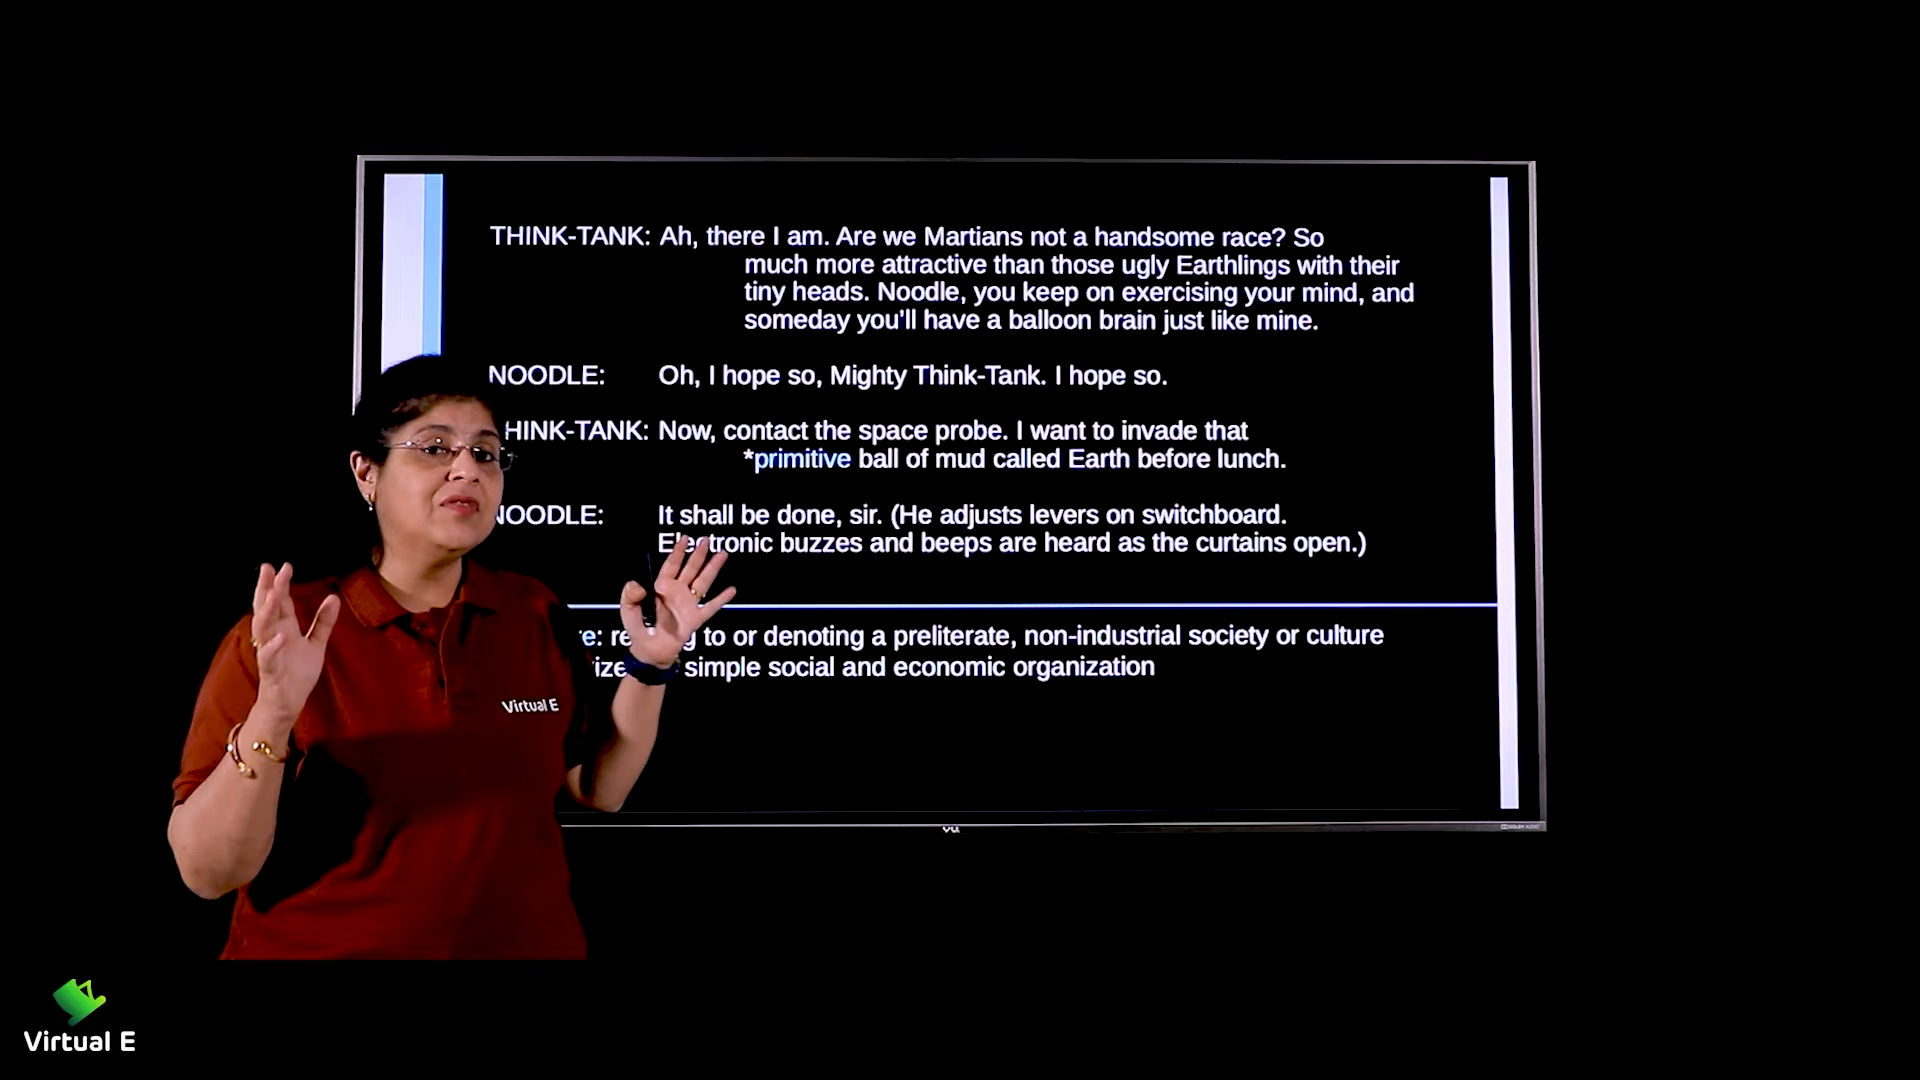 THINK-TANK: Ah, there I am. Are we Martians not a handsome race? So
much more attractive than those ugly Earthlings with their
tiny heads. Noodle, you keep on exercising your mind, and
someday you'll have a balloon brain just like mine.
NOODLE: Oh, I hope so, Mighty Think-Tank. I hope so.
HINK-TANK: Now, contact the space probe. I want to invade that
*primitive ball of mud called Earth before lunch.
NOODLE: It shall be done, sir. (He adjusts levers on switchboard.
Electronic buzzes and beeps are heard as the curtains open.)
to or denoting a preliterate, non-industrial society or culture
simple social and economic organization
Virtual E
vu
Virtual E